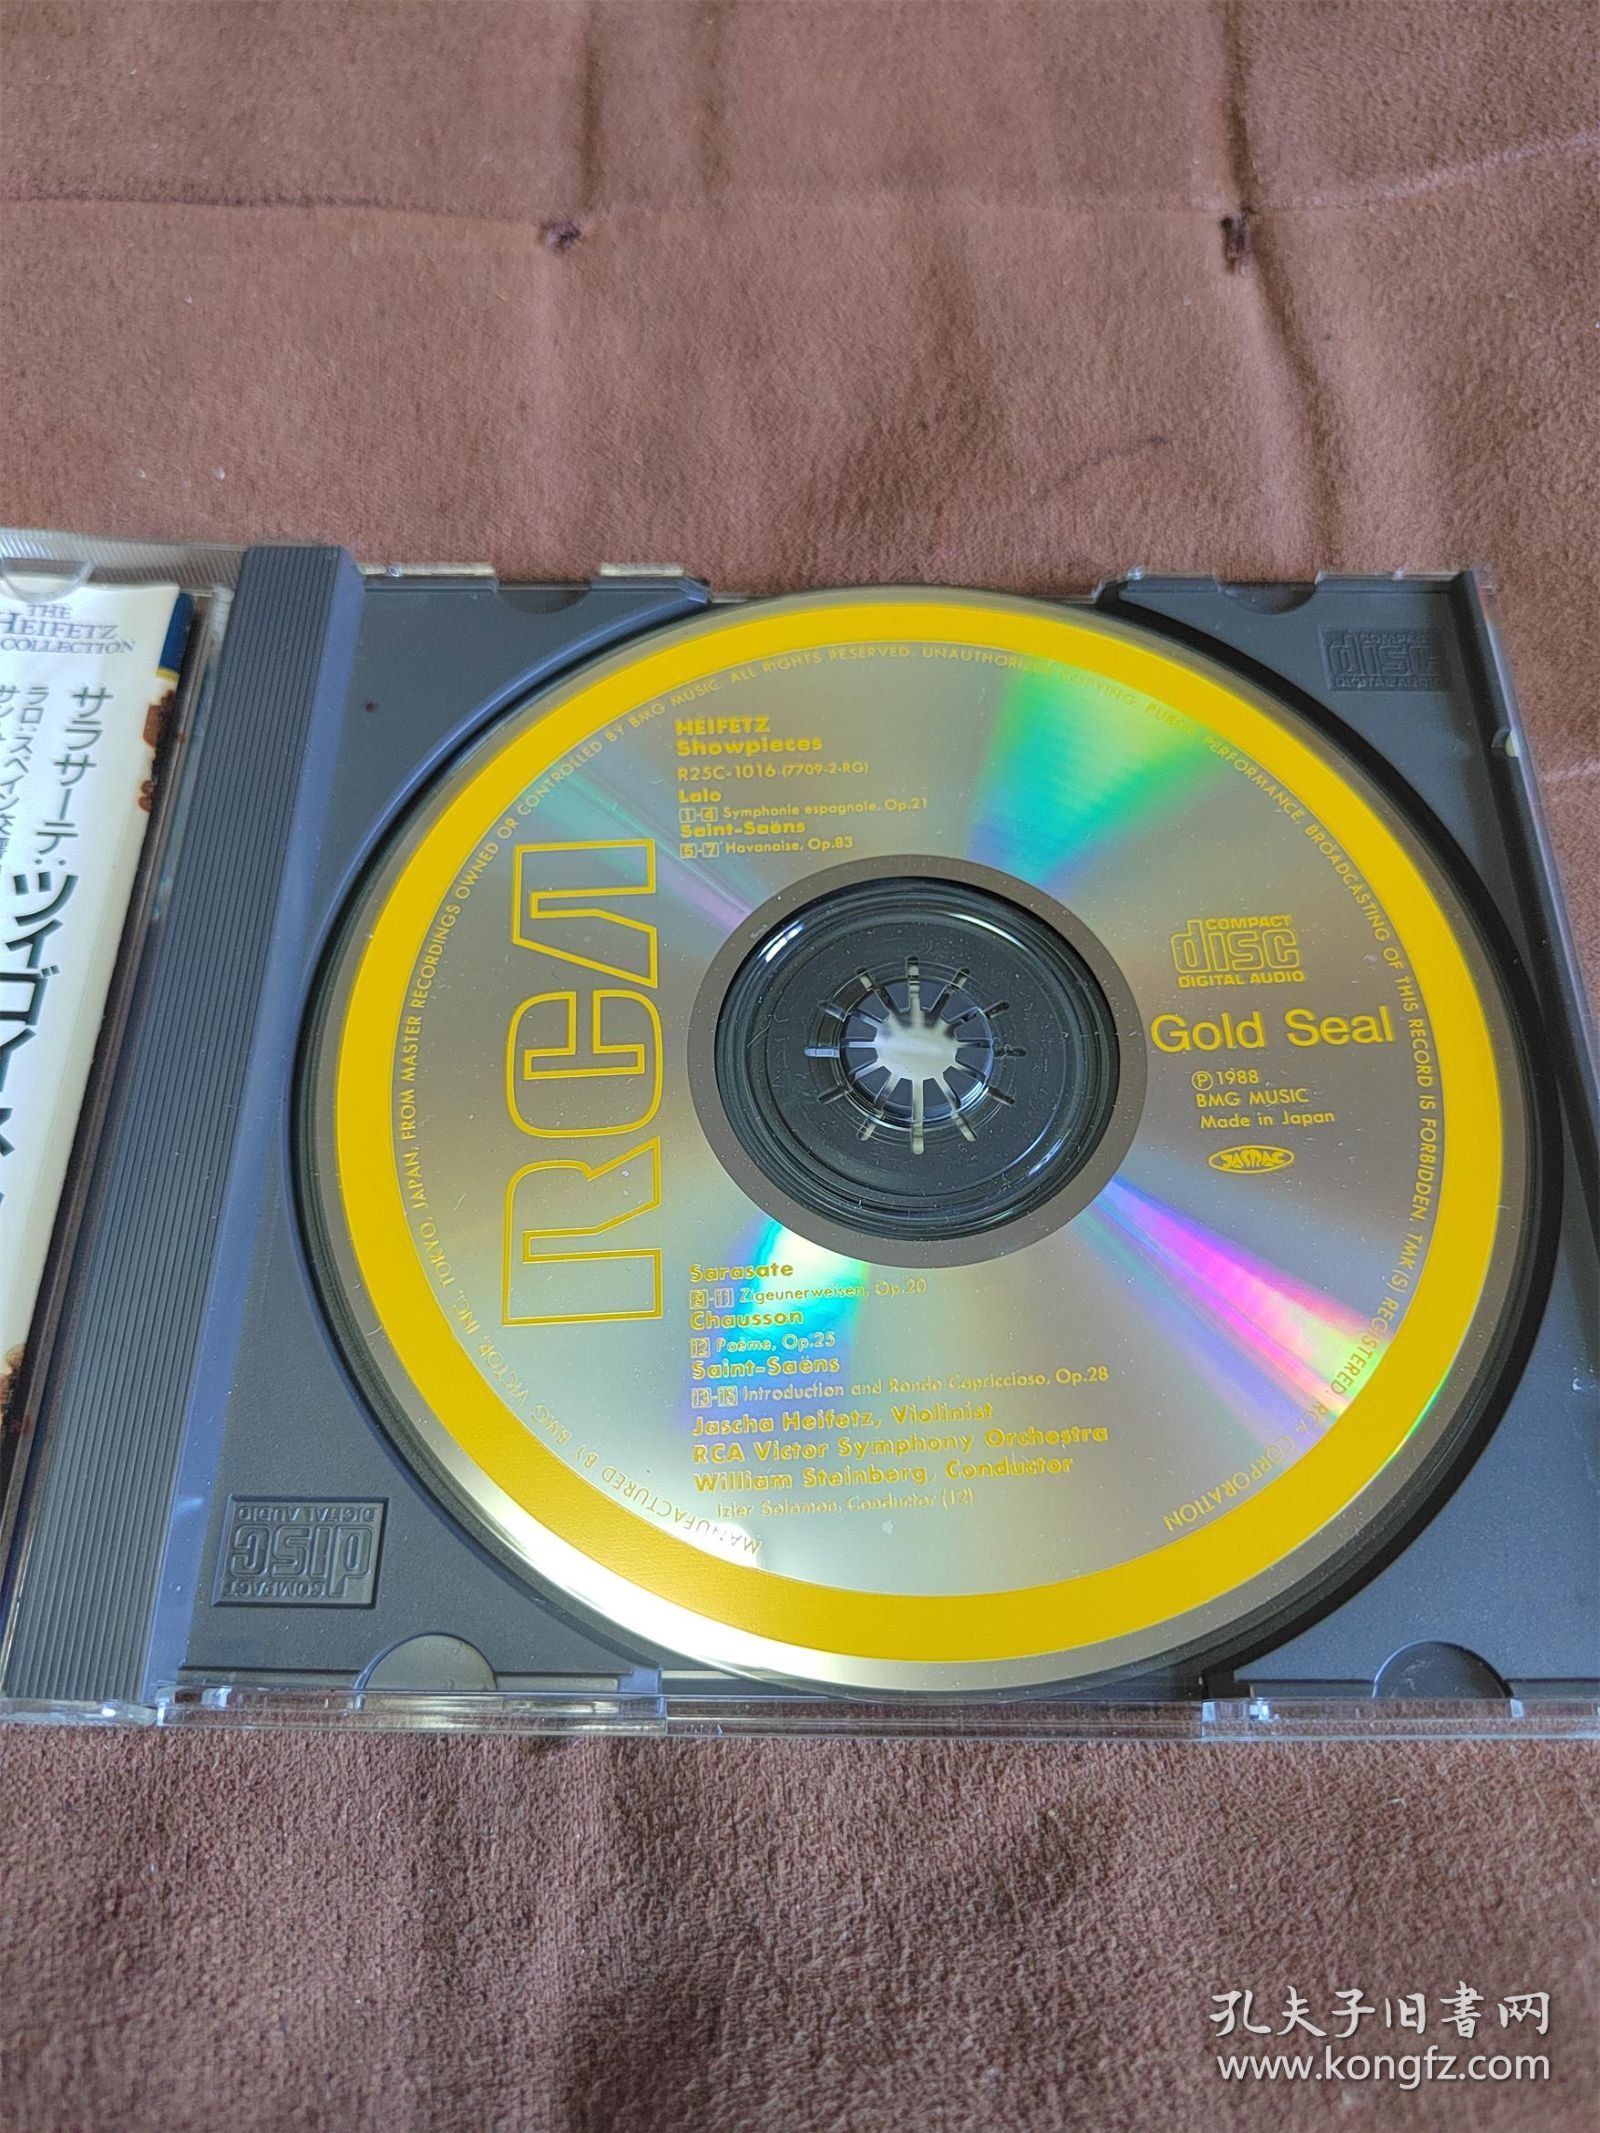 THE
HEIFETZ
COLLECTION
サラサーテ:ツィゴイネ
ラロ:スペイン交響
HEIFETZ
Showpieces
R25C-1016 (7709-2-RG)
Lalo
1-4 Symphonie espagnole, Op.21
Saint-Saëns
5-7 Havanaise, Op.83
RCA
COMPACT
disc
DIGITAL AUDIO
Gold Seal
Ⓟ1988
BMG MUSIC
Made in Japan
JASRAC
Sarasate
8-11 Zigeunerweisen, Op.20
Chausson
12 Poème, Op.25
Saint-Saëns
13-15 Introduction and Rondo Capriccioso, Op.28
Jascha Heifetz, Violinist
RCA Victor Symphony Orchestra
William Steinberg, Conductor
Izler Solomon, Conductor (12)
MANUFACTURED BY BMG VICTOR, INC., TOKYO, JAPAN, FROM MASTER RECORDINGS OWNED OR CONTROLLED BY BMG MUSIC. ALL RIGHTS RESERVED. UNAUTHORIZED COPYING, PUBLIC PERFORMANCE, BROADCASTING OF THIS RECORD IS FORBIDDEN. TMK(S) REGISTERED. RCA CORPORATION
COMPACT
disc
DIGITAL AUDIO
COMPACT
disc
DIGITAL AUDIO
孔夫子旧書网
www.kongfz.com